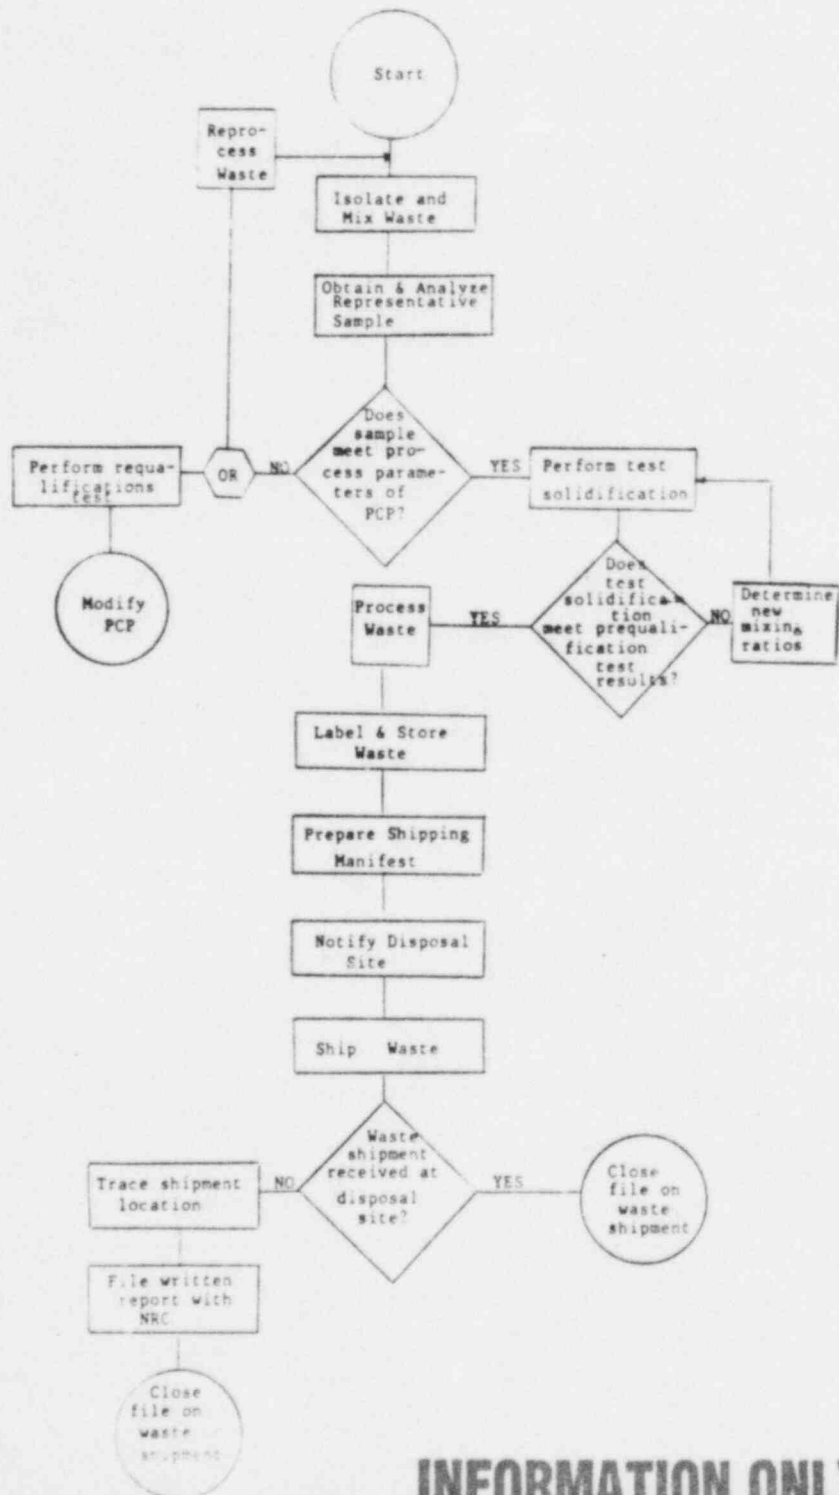 Start
Repro-
cess
Waste
Isolate and
Mix Waste
Obtain & Analyze
Representative
Sample
Does
sample
meet pro-
cess parame-
ters of
PCP?
NO
OR
Perform requa-
lifications
test
Modify
PCP
YES
Perform test
solidification
Does
test
solidifica-
tion
meet prequali-
fication
test
results?
NO
Determine
new
mixing
ratios
YES
Process
Waste
Label & Store
Waste
Prepare Shipping
Manifest
Notify Disposal
Site
Ship Waste
Waste
shipment
received at
disposal
site?
NO
Trace shipment
location
File written
report with
NRC
Close
file on
waste
shipment
YES
Close
file on
waste
shipment
INFORMATION ONLY